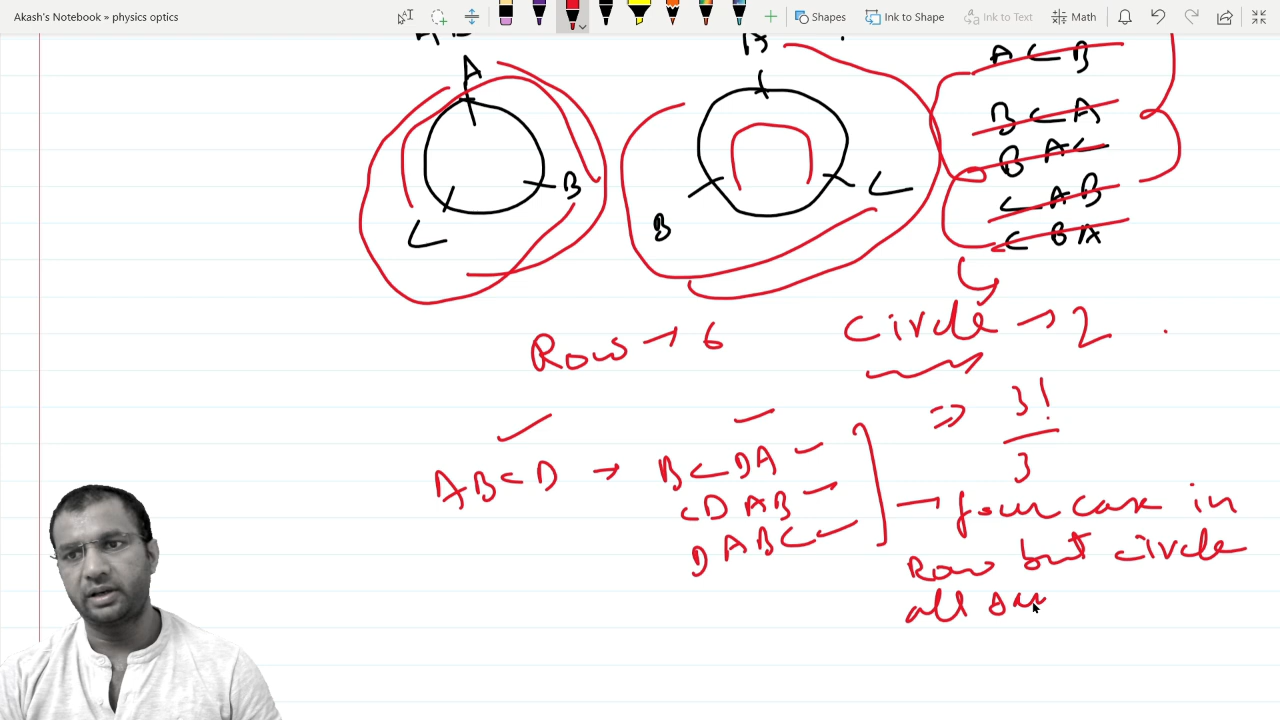 Akash's Notebook » physics optics
Shapes Ink to Shape Ink to Text Math
A
B
C
B
C
A C B
B C A
B A C
C A B
C B A
Row → 6
Circle → 2
⇒ 3!
3
ABCD → BCDA
CDAB
DABC
→ four case in
Row but circle
all